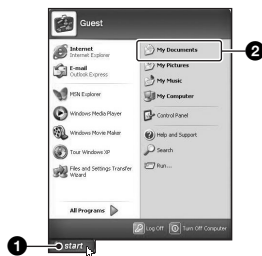 Guest
Internet
Internet Explorer
E-mail
Outlook Express
MSN Explorer
Windows Media Player
Windows Movie Maker
Tour Windows XP
Files and Settings Transfer
Wizard
All Programs
My Documents
My Pictures
My Music
My Computer
Control Panel
Help and Support
Search
Run...
Log Off
Turn Off Computer
start
1
2